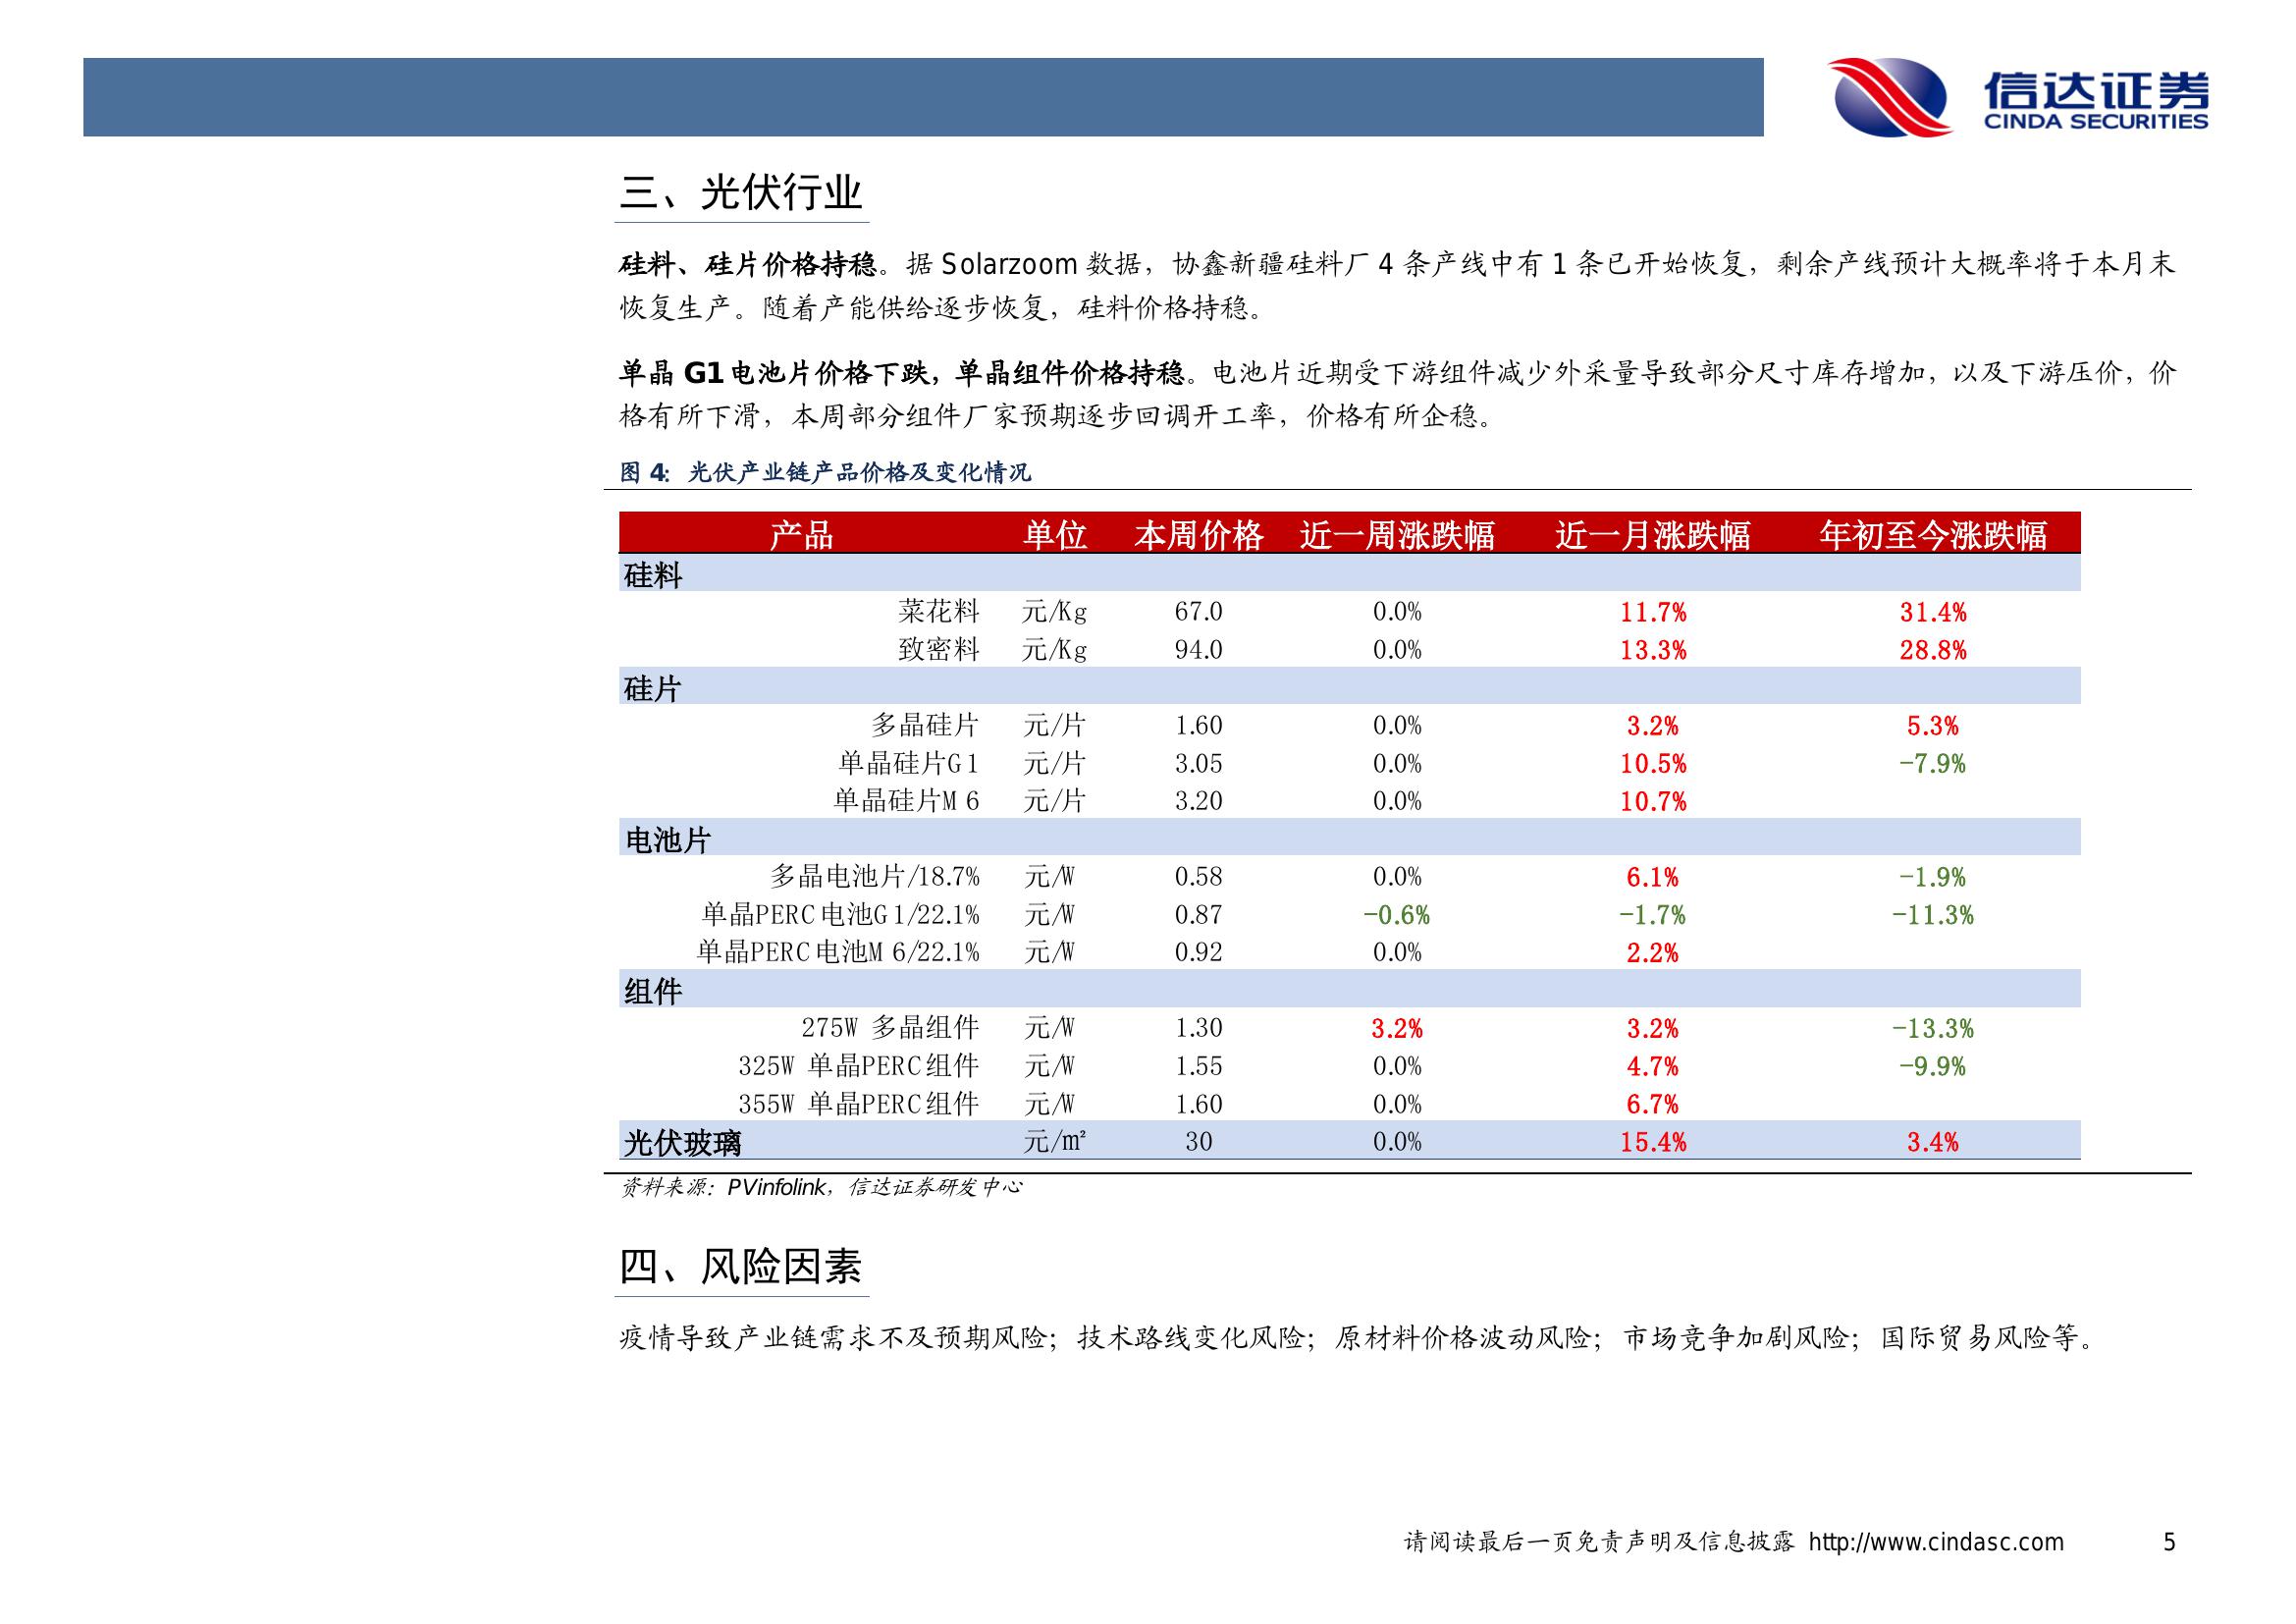 信达证券
CINDA SECURITIES
三、光伏行业
硅料、硅片价格持稳。据 Solarzoom 数据，协鑫新疆硅料厂 4 条产线中有 1 条已开始恢复，剩余产线预计大概率将于本月末
恢复生产。随着产能供给逐步恢复，硅料价格持稳。
单晶 G1 电池片价格下跌，单晶组件价格持稳。电池片近期受下游组件减少外采量导致部分尺寸库存增加，以及下游压价，价
格有所下滑，本周部分组件厂家预期逐步回调开工率，价格有所企稳。
图 4：光伏产业链产品价格及变化情况
产品 单位 本周价格 近一周涨跌幅 近一月涨跌幅 年初至今涨跌幅
硅料
菜花料 元/Kg 67.0 0.0% 11.7% 31.4%
致密料 元/Kg 94.0 0.0% 13.3% 28.8%
硅片
多晶硅片 元/片 1.60 0.0% 3.2% 5.3%
单晶硅片G1 元/片 3.05 0.0% 10.5% -7.9%
单晶硅片M6 元/片 3.20 0.0% 10.7%
电池片
多晶电池片/18.7% 元/W 0.58 0.0% 6.1% -1.9%
单晶PERC电池G1/22.1% 元/W 0.87 -0.6% -1.7% -11.3%
单晶PERC电池M6/22.1% 元/W 0.92 0.0% 2.2%
组件
275W 多晶组件 元/W 1.30 3.2% 3.2% -13.3%
325W 单晶PERC组件 元/W 1.55 0.0% 4.7% -9.9%
355W 单晶PERC组件 元/W 1.60 0.0% 6.7%
光伏玻璃 元/㎡ 30 0.0% 15.4% 3.4%
资料来源：PVinfolink，信达证券研发中心
四、风险因素
疫情导致产业链需求不及预期风险；技术路线变化风险；原材料价格波动风险；市场竞争加剧风险；国际贸易风险等。
请阅读最后一页免责声明及信息披露 http://www.cindasc.com 5